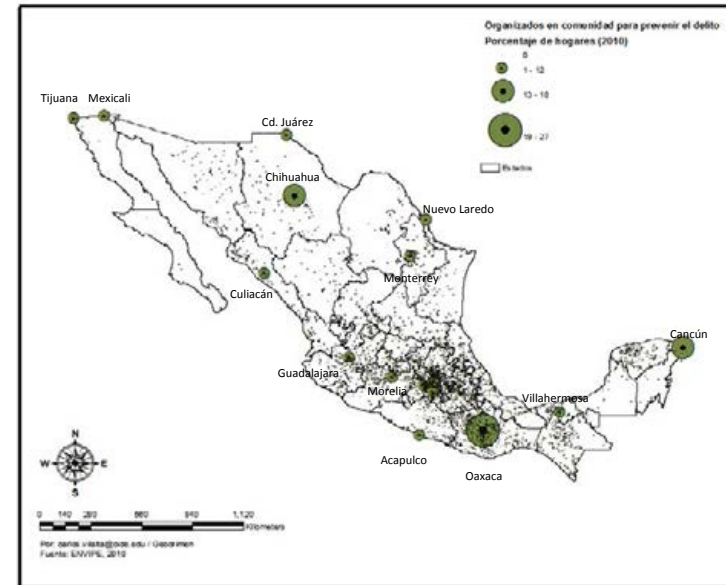 Organizados en comunidad para prevenir el delito
Porcentaje de hogares (2010)
1 - 12
13 - 18
19 - 27
Estados
Tijuana
Mexicali
Cd. Juárez
Chihuahua
Nuevo Laredo
Monterrey
Culiacán
Cancún
Guadalajara
Morelia
Villahermosa
Acapulco
Oaxaca
N
W
E
S
0
140
280
840
1,120
Kilometers
Fuente: ENVIPE, 2010